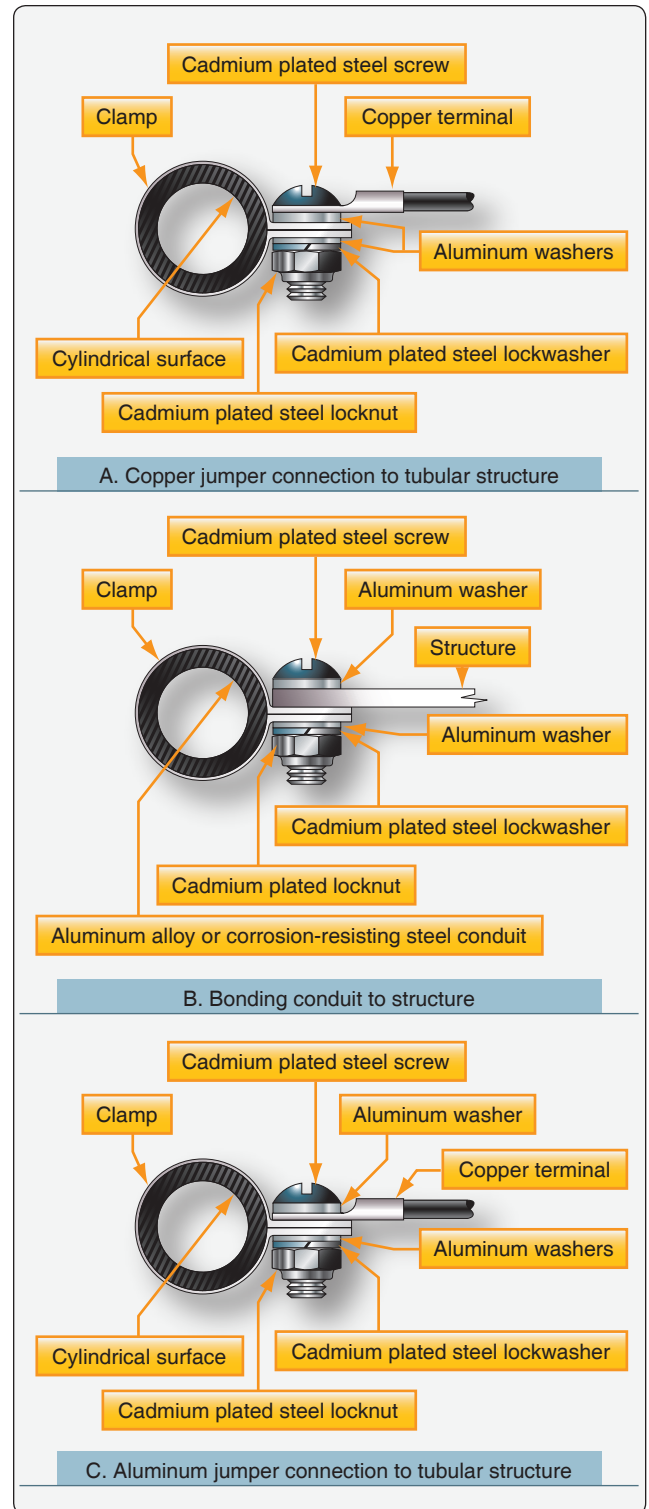 Cadmium plated steel screw
Clamp
Copper terminal
Aluminum washers
Cylindrical surface
Cadmium plated steel lockwasher
Cadmium plated steel locknut
A. Copper jumper connection to tubular structure
Cadmium plated steel screw
Clamp
Aluminum washer
Structure
Aluminum washer
Cadmium plated steel lockwasher
Cadmium plated locknut
Aluminum alloy or corrosion-resisting steel conduit
B. Bonding conduit to structure
Cadmium plated steel screw
Clamp
Aluminum washer
Copper terminal
Aluminum washers
Cylindrical surface
Cadmium plated steel lockwasher
Cadmium plated steel locknut
C. Aluminum jumper connection to tubular structure